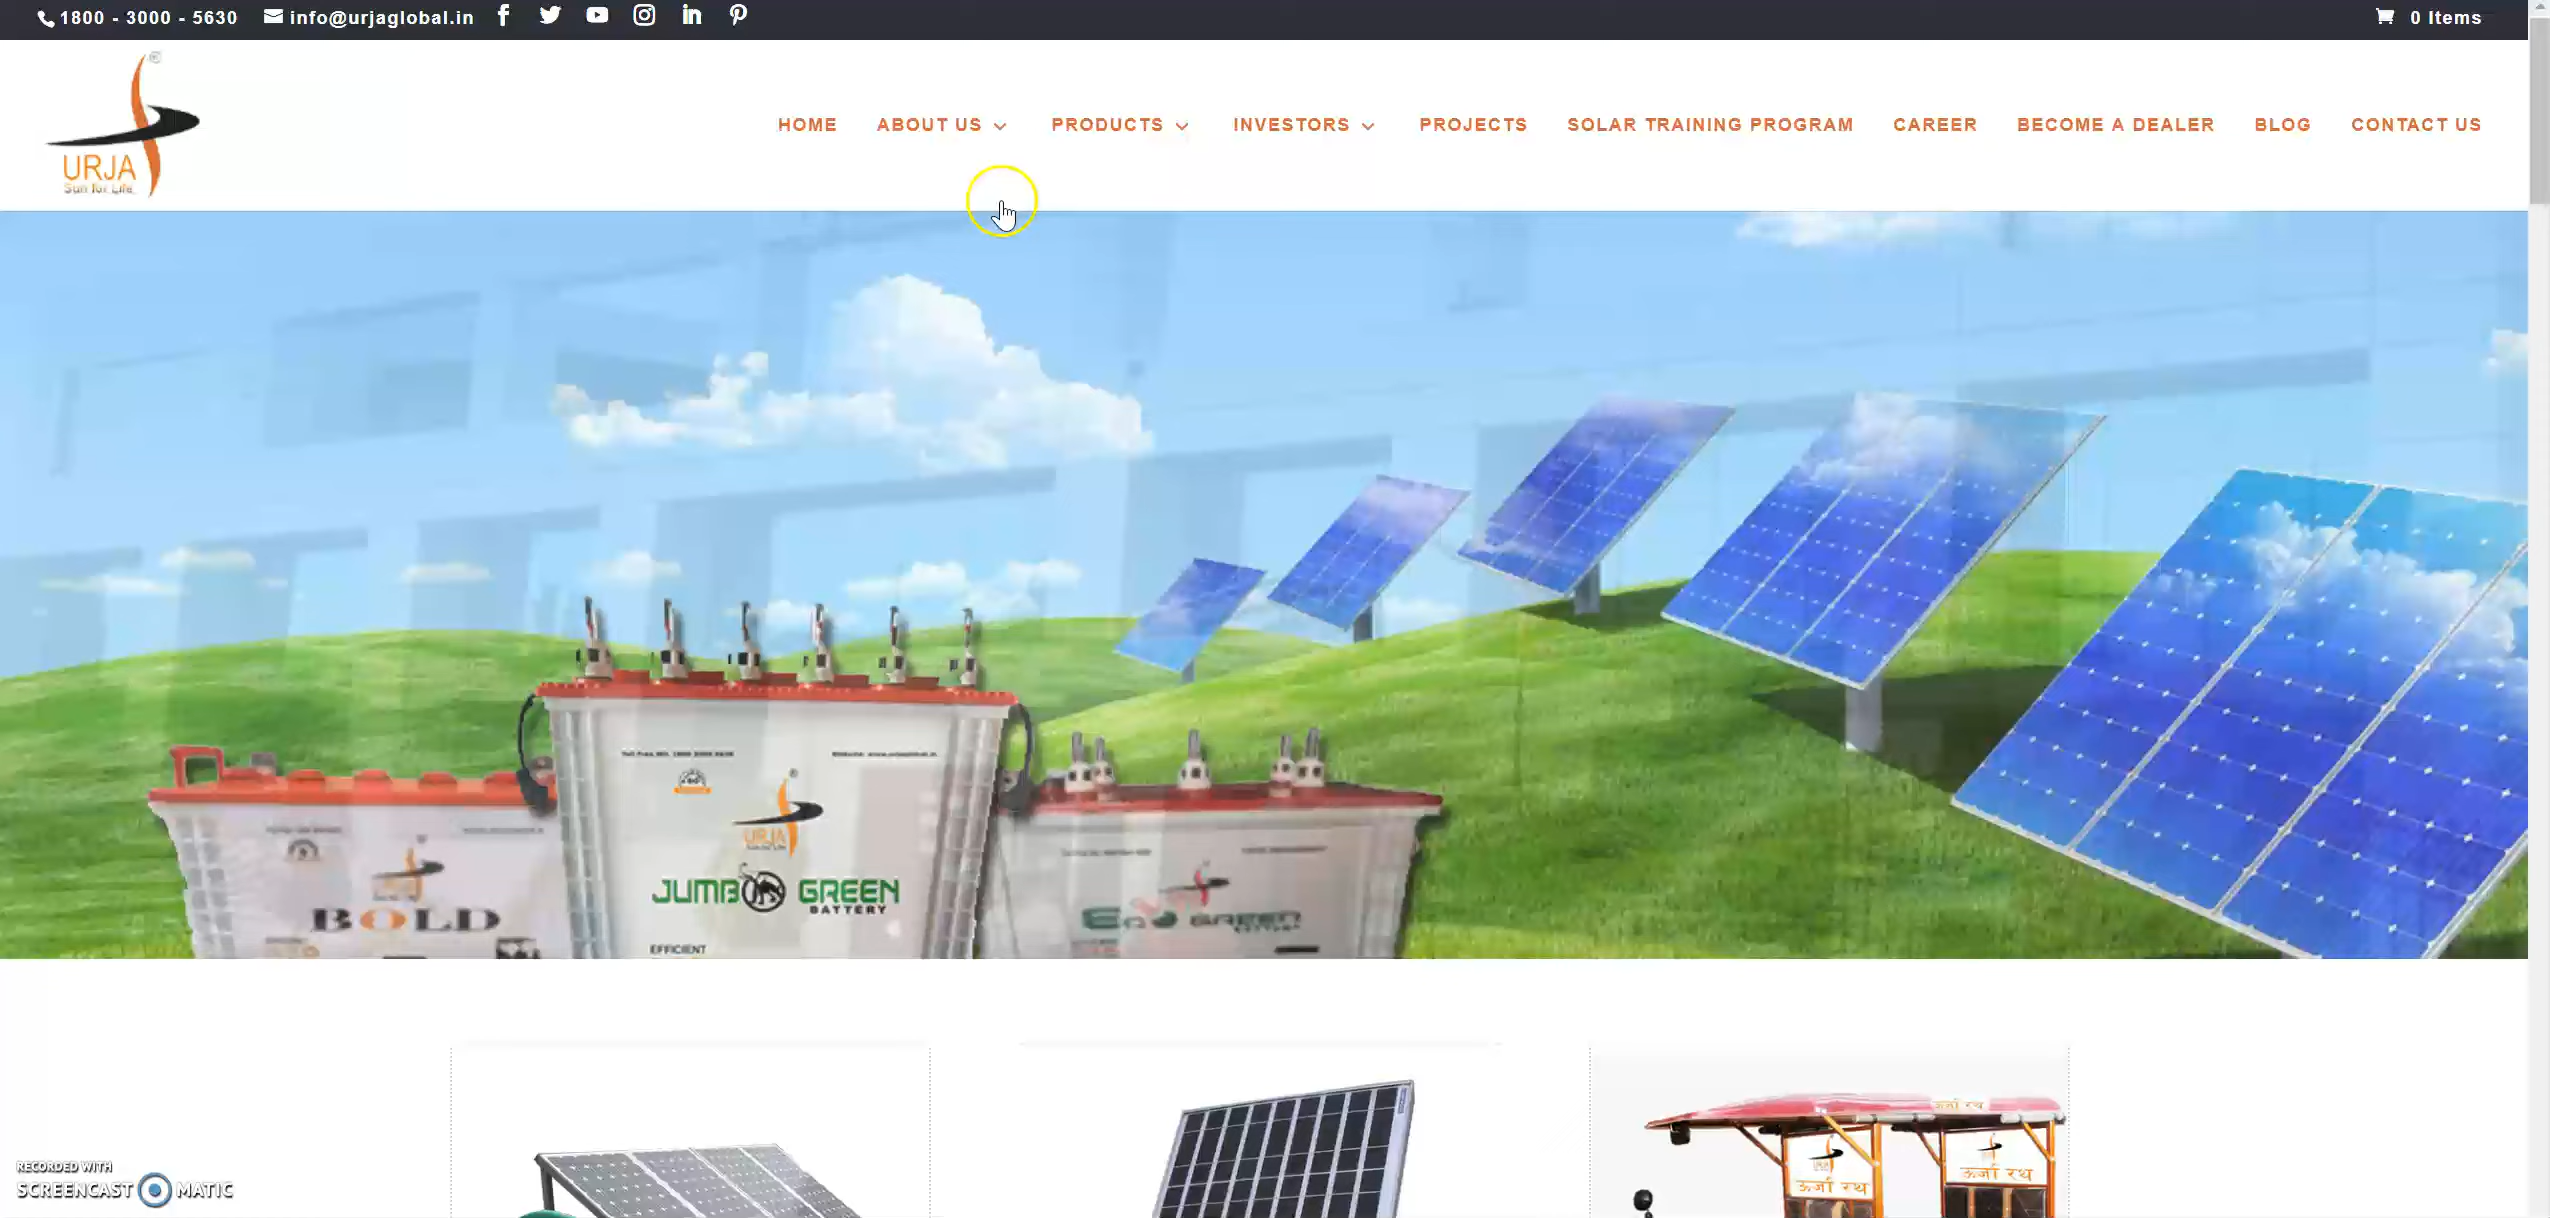 1800 - 3000 - 5630 info@urjaglobal.in 0 Items
URJA
Sun for Life
HOME ABOUT US PRODUCTS INVESTORS PROJECTS SOLAR TRAINING PROGRAM CAREER BECOME A DEALER BLOG CONTACT US
URJA
JUMBO GREEN
BATTERY
EFFICIENT
BOLD
GREEN
ऊर्जा रथ
ऊर्जा रथ
RECORDED WITH
SCREENCAST MATIC